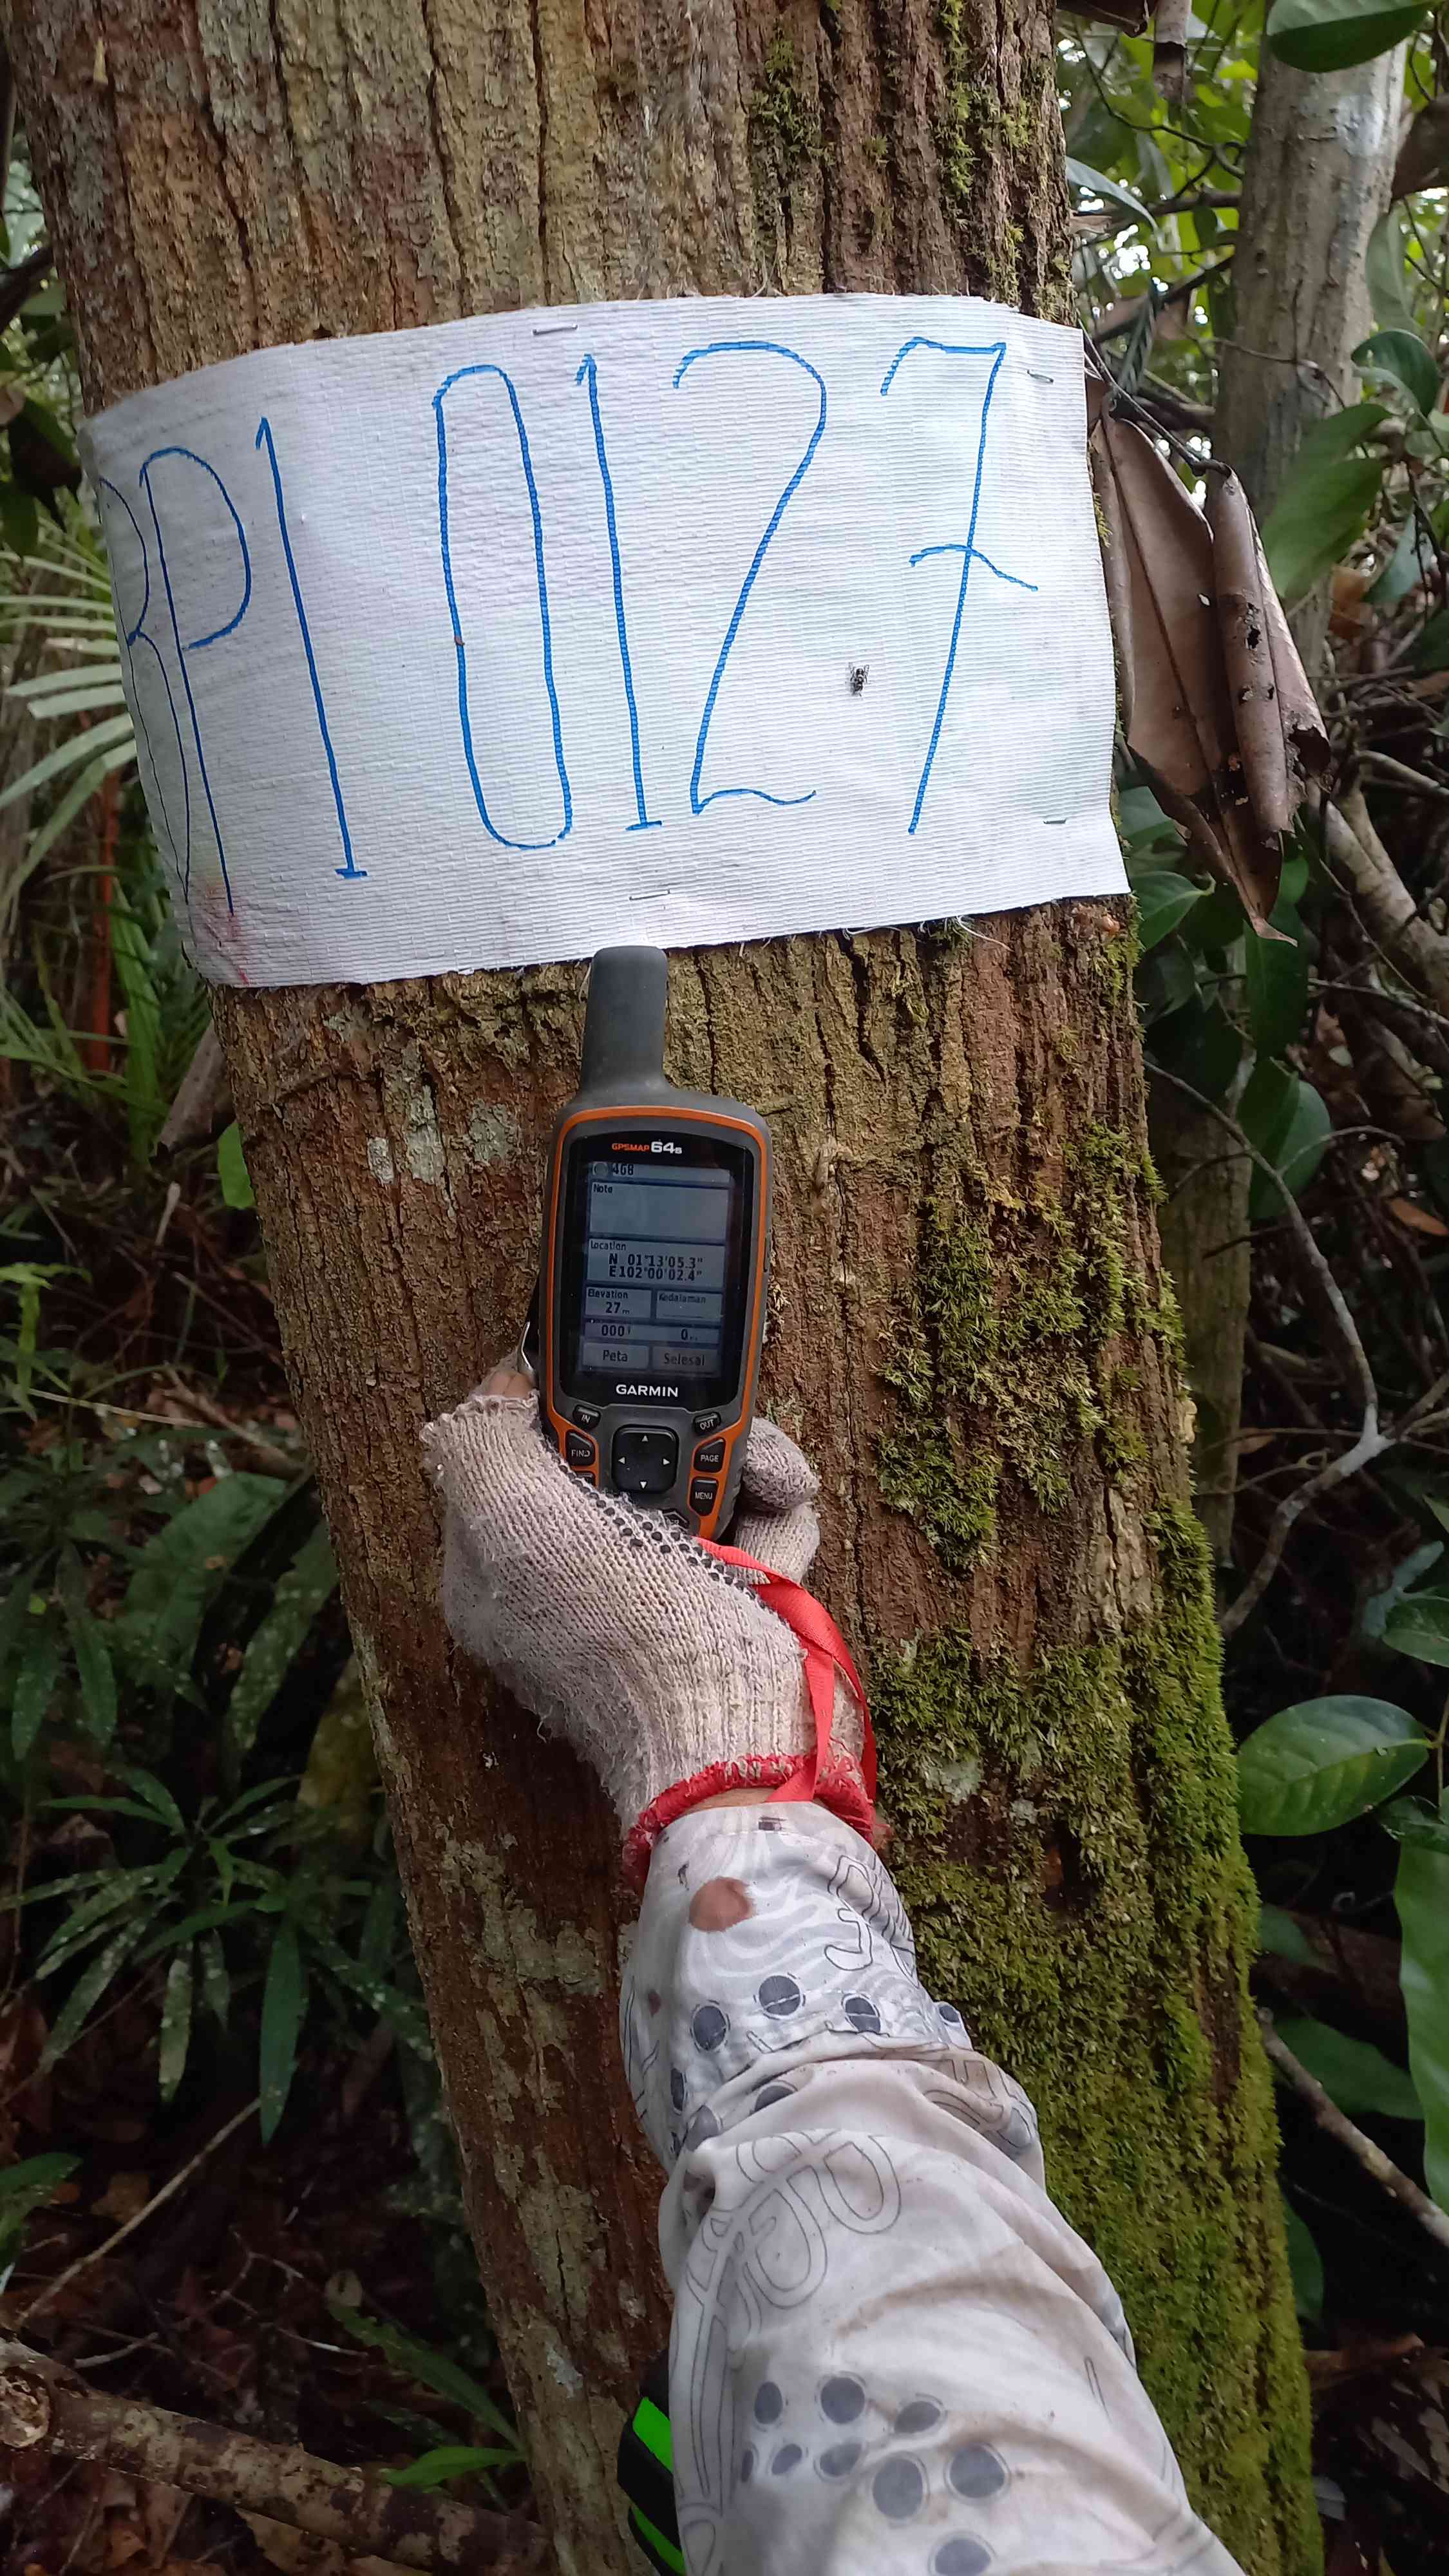 BP1 0127
GPSMAP 64s
468
Note
Location
N 01°13'05.3"
E102°00'02.4"
Elevation Kedalaman
27 m
000° 0 m
Peta Selesai
GARMIN
IN OUT
FIND PAGE
MENU